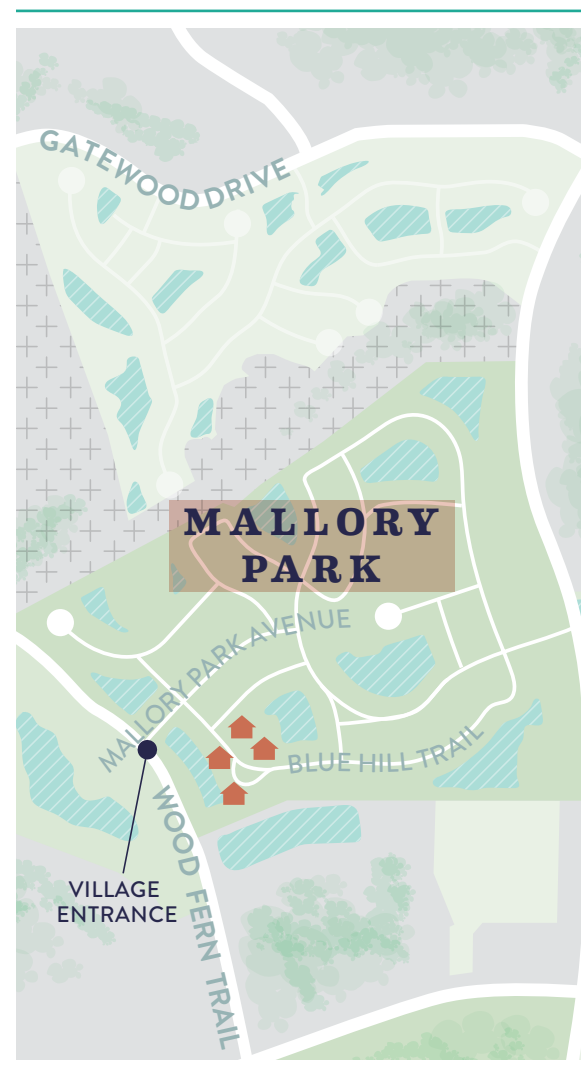 GATEWOOD DRIVE
MALLORY
PARK
MALLORY PARK AVENUE
BLUE HILL TRAIL
WOOD FERN TRAIL
VILLAGE
ENTRANCE